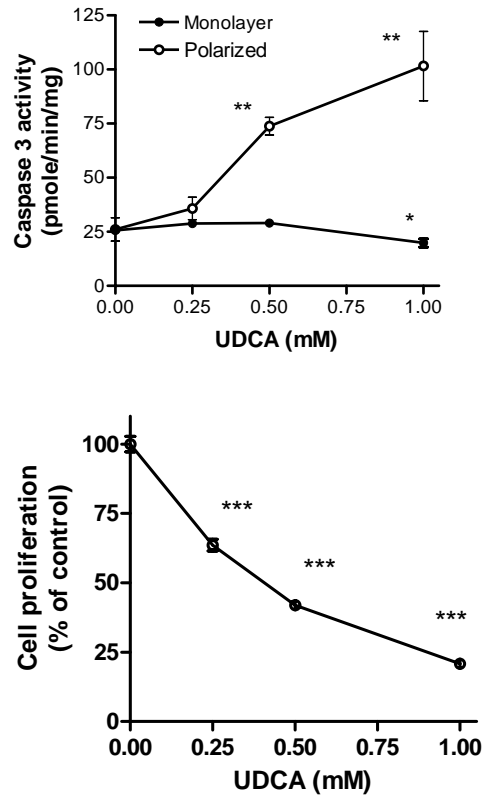 Monolayer
Polarized
Caspase 3 activity
(pmole/min/mg)
125
100
75
50
25
0
**
**
*
0.00 0.25 0.50 0.75 1.00
UDCA (mM)
Cell proliferation
(% of control)
100
75
50
25
0
***
***
***
0.00 0.25 0.50 0.75 1.00
UDCA (mM)